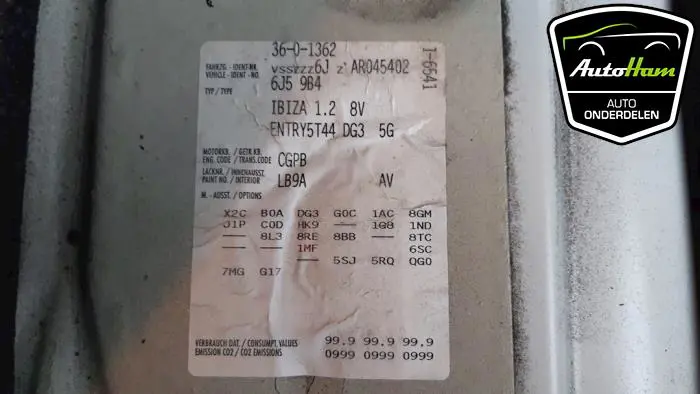 36-0-1362
FAHRZG.-IDENT-NR. VSSZZZ6J Z AR045402
VEHICLE-IDENT-NO.
TYP/TYPE 6J5 9B4
IBIZA 1.2 8V
ENTRY5T44 DG3 5G
MOTORKB. / GETR.KB. CGPB
ENG. CODE / TRANS.CODE
LACKNR. / INNENAUSST. LB9A AV
PAINT NO. / INTERIOR
M.-AUSST. / OPTIONS
X2C B0A DG3 G0C 1AC 8GM
J1P C0D HK9 — 1G8 1ND
— 8L3 8RE 8BB — 8TC
— — 1MF 6SC
— 5SJ 5RQ QG0
7MG G17
VERBRAUCH DAT. / CONSUMPT. VALUES 99.9 99.9 99.9
EMISSION CO2 / CO2 EMISSIONS 0999 0999 0999
1-6541
AutoHam
AUTO
ONDERDELEN